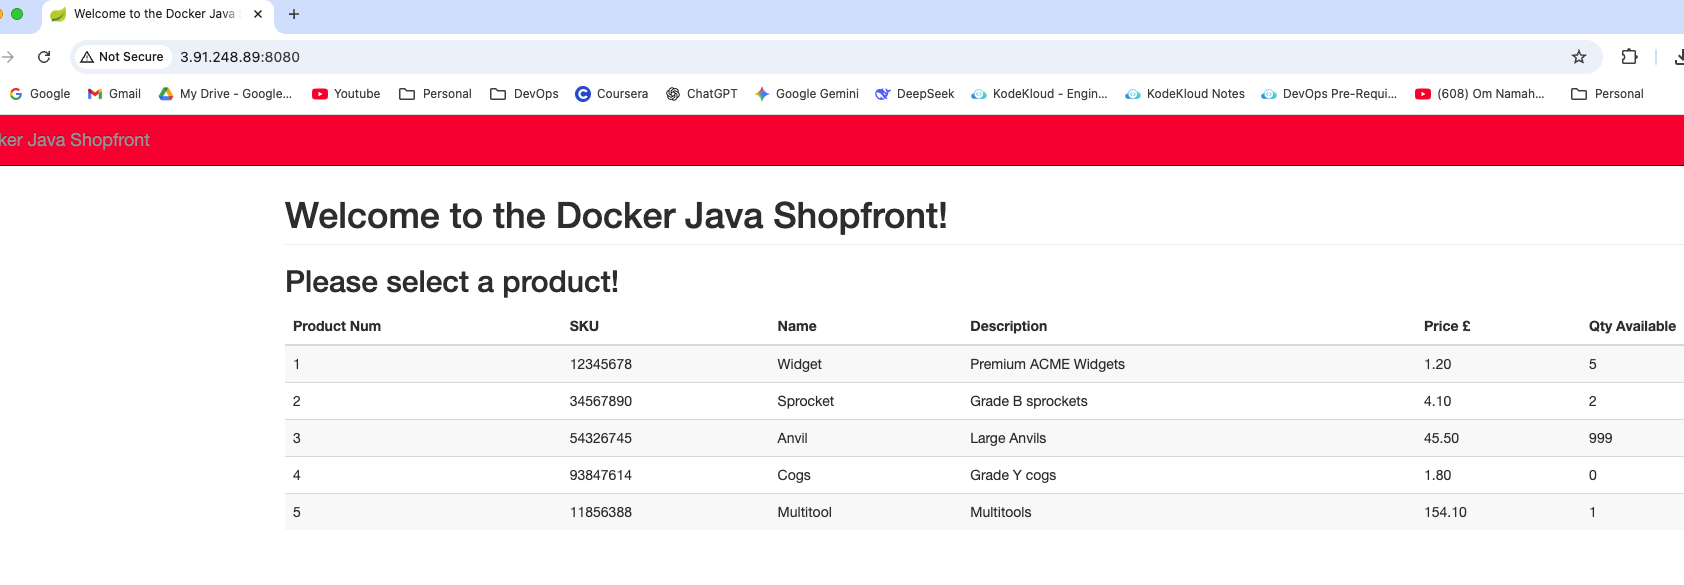 Welcome to the Docker Java S
Not Secure 3.91.248.89:8080
Google Gmail My Drive - Google... Youtube Personal DevOps Coursera ChatGPT Google Gemini DeepSeek KodeKloud - Engin... KodeKloud Notes DevOps Pre-Requi... (608) Om Namah... Personal
ker Java Shopfront
Welcome to the Docker Java Shopfront!
Please select a product!
Product Num SKU Name Description Price £ Qty Available
1 12345678 Widget Premium ACME Widgets 1.20 5
2 34567890 Sprocket Grade B sprockets 4.10 2
3 54326745 Anvil Large Anvils 45.50 999
4 93847614 Cogs Grade Y cogs 1.80 0
5 11856388 Multitool Multitools 154.10 1